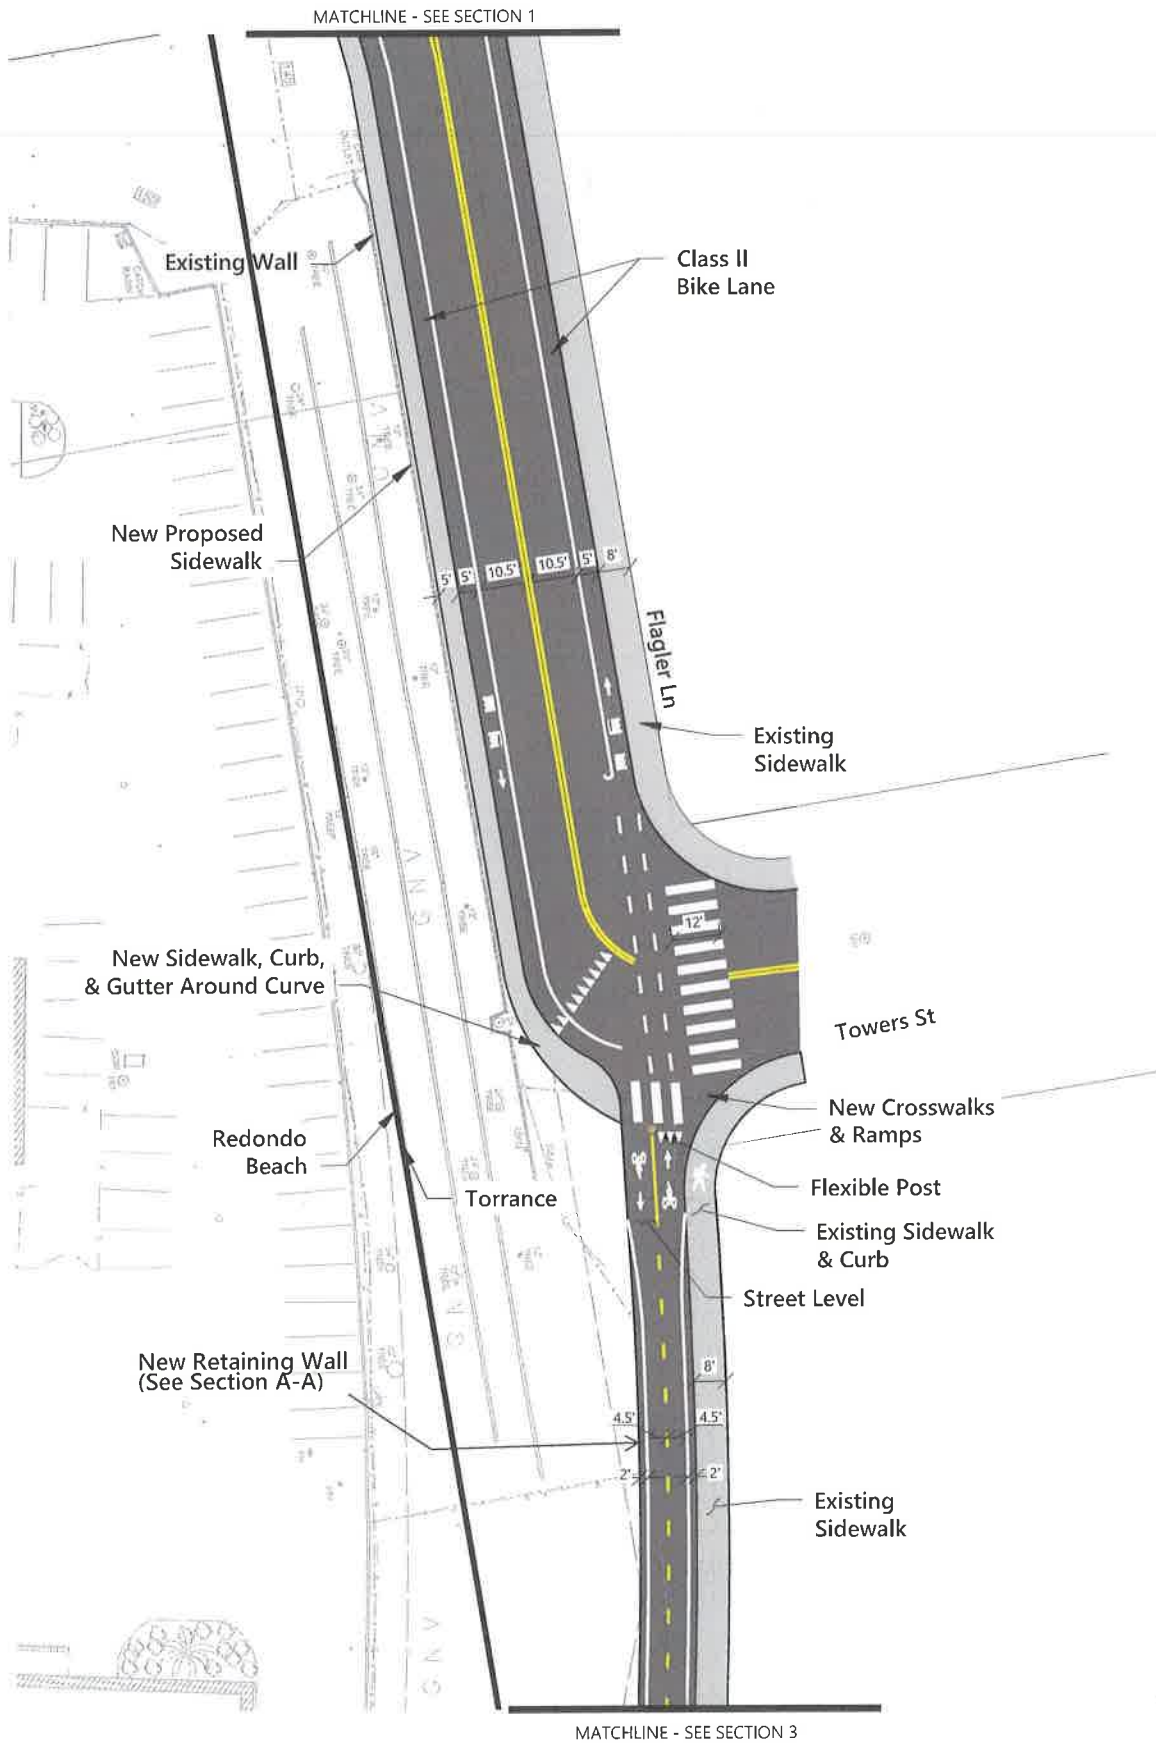 MATCHLINE - SEE SECTION 1
Existing Wall
Class II
Bike Lane
New Proposed
Sidewalk
5' 5' 10.5' 10.5' 5' 8'
Flagler Ln
Existing
Sidewalk
12'
New Sidewalk, Curb,
& Gutter Around Curve
Towers St
New Crosswalks
& Ramps
Redondo
Beach
Torrance
Flexible Post
Existing Sidewalk
& Curb
Street Level
New Retaining Wall
(See Section A-A)
8'
4.5' 4.5'
2' 2'
Existing
Sidewalk
MATCHLINE - SEE SECTION 3